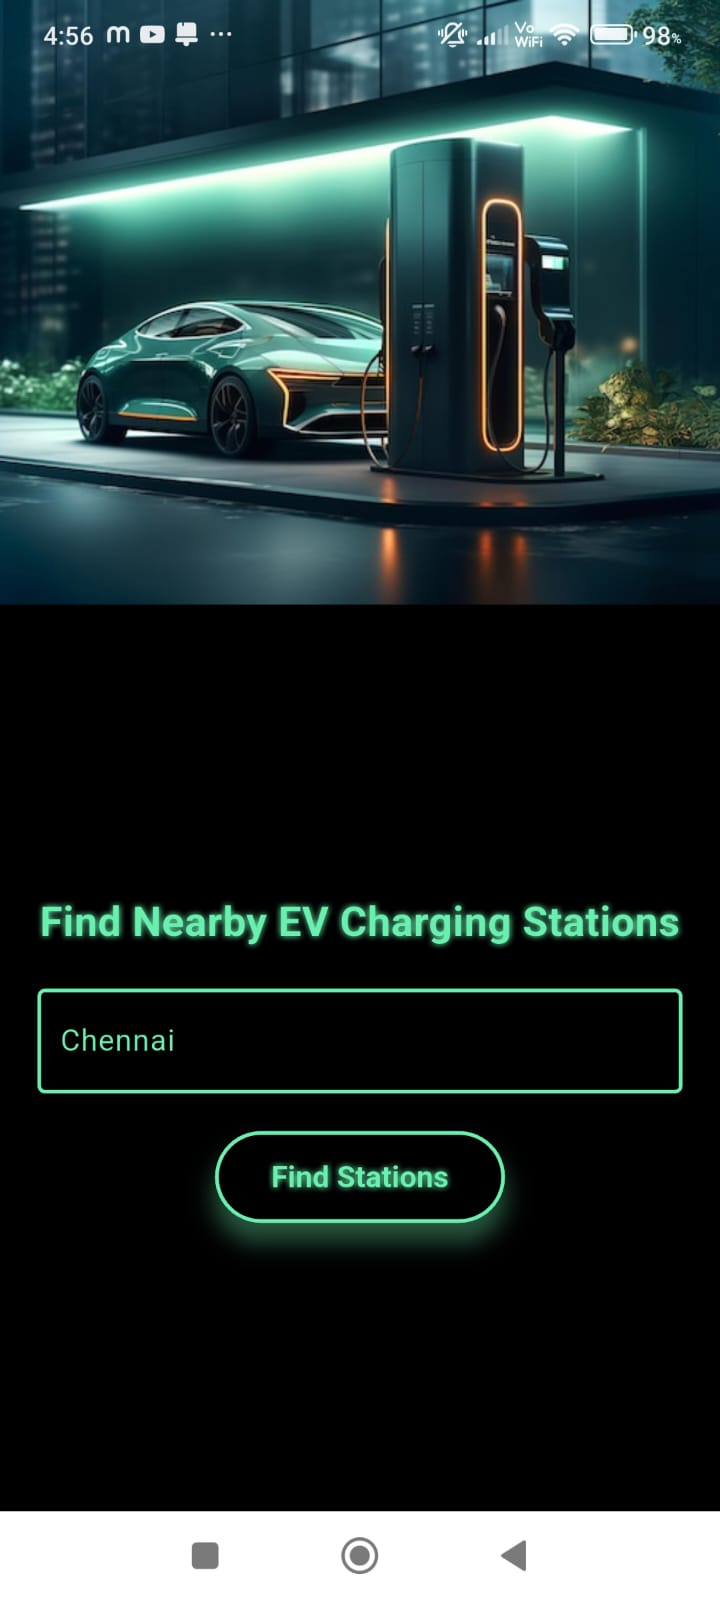 4:56 m ... Vo WiFi 98%
Find Nearby EV Charging Stations
Chennai
Find Stations